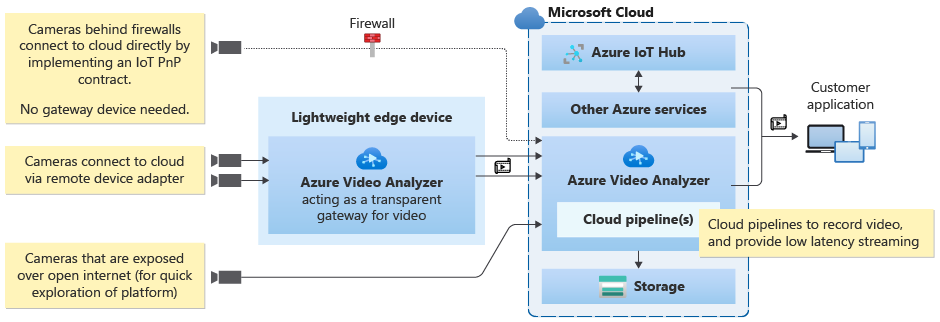 Cameras behind firewalls
connect to cloud directly by
implementing an IoT PnP
contract.
No gateway device needed.
Cameras connect to cloud
via remote device adapter
Cameras that are exposed
over open internet (for quick
exploration of platform)
Firewall
Lightweight edge device
Azure Video Analyzer
acting as a transparent
gateway for video
Microsoft Cloud
Azure IoT Hub
Other Azure services
Azure Video Analyzer
Cloud pipeline(s)
Storage
Cloud pipelines to record video,
and provide low latency streaming
Customer
application